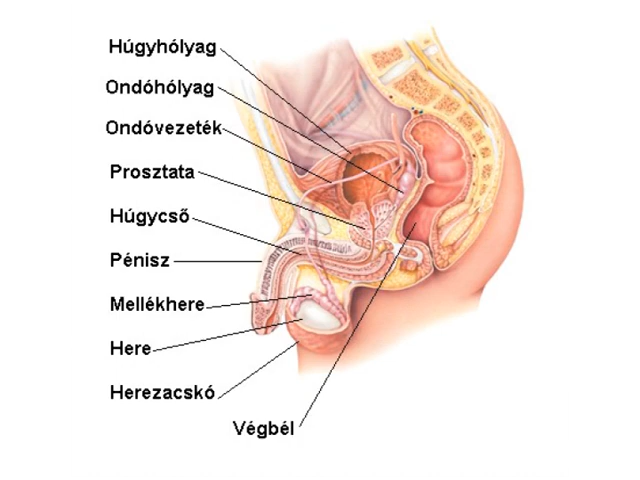 Húgyhólyag
Ondóhólyag
Ondóvezeték
Prosztata
Húgycső
Pénisz
Mellékhere
Here
Herezacskó
Végbél